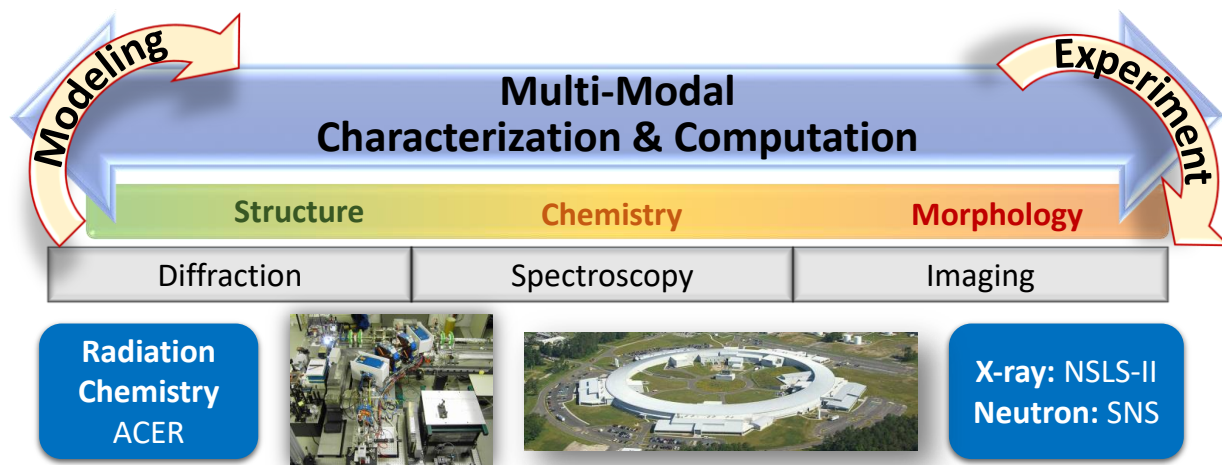 Modeling
Experiment
Multi-Modal
Characterization & Computation
Structure
Chemistry
Morphology
Diffraction
Spectroscopy
Imaging
Radiation
Chemistry
ACER
X-ray: NSLS-II
Neutron: SNS